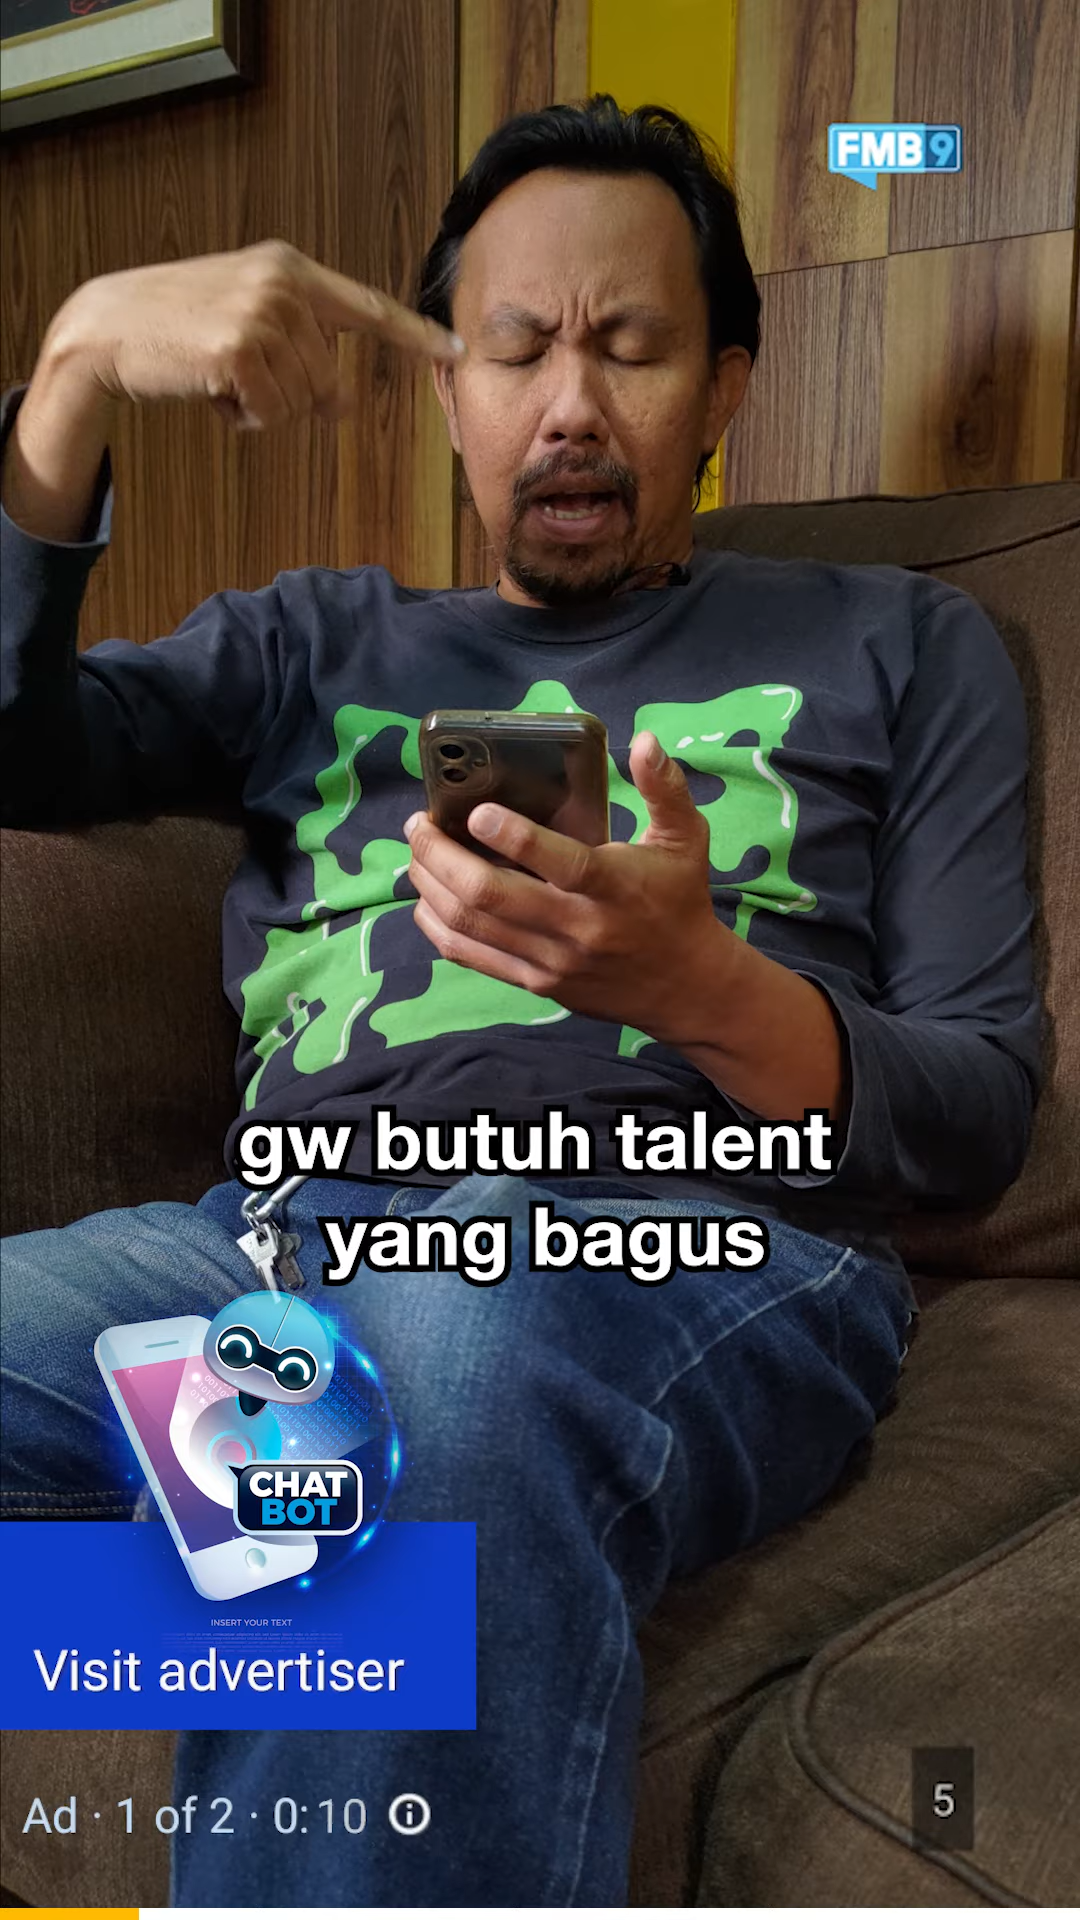 FMB9
gw butuh talent
yang bagus
CHAT
BOT
INSERT YOUR TEXT
Visit advertiser
Ad · 1 of 2 · 0:10
5